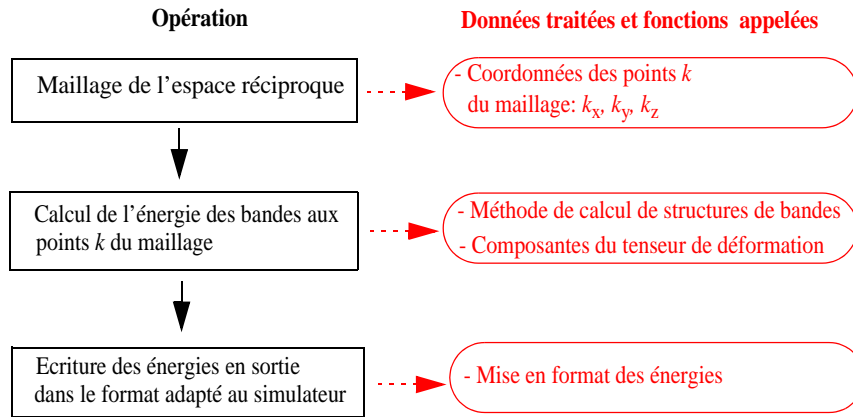 Opération
Données traitées et fonctions appelées
Maillage de l'espace réciproque
- Coordonnées des points k
du maillage: kx, ky, kz
Calcul de l'énergie des bandes aux
points k du maillage
- Méthode de calcul de structures de bandes
- Composantes du tenseur de déformation
Ecriture des énergies en sortie
dans le format adapté au simulateur
- Mise en format des énergies